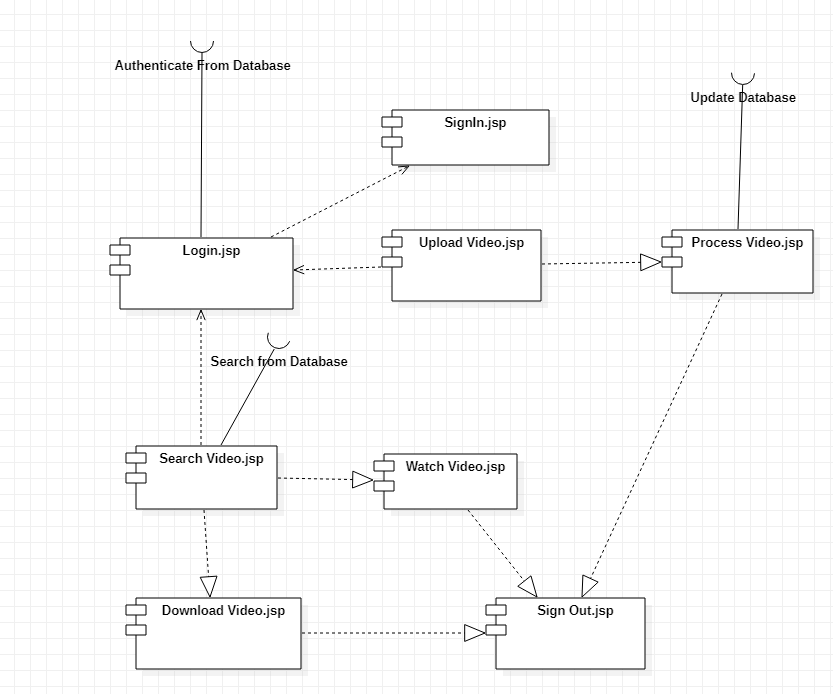 Authenticate From Database
Update Database
SignIn.jsp
Login.jsp
Upload Video.jsp
Process Video.jsp
Search from Database
Search Video.jsp
Watch Video.jsp
Download Video.jsp
Sign Out.jsp